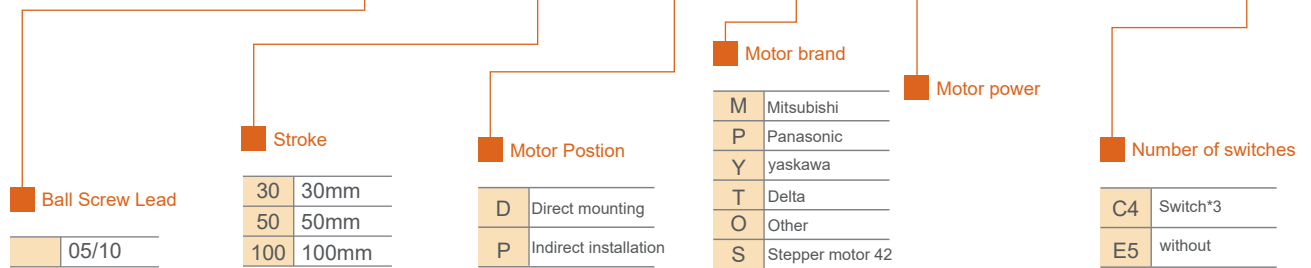 Ball Screw Lead
05/10
Stroke
30 30mm
50 50mm
100 100mm
Motor Postion
D Direct mounting
P Indirect installation
Motor brand
M Mitsubishi
P Panasonic
Y yaskawa
T Delta
O Other
S Stepper motor 42
Motor power
Number of switches
C4 Switch*3
E5 without